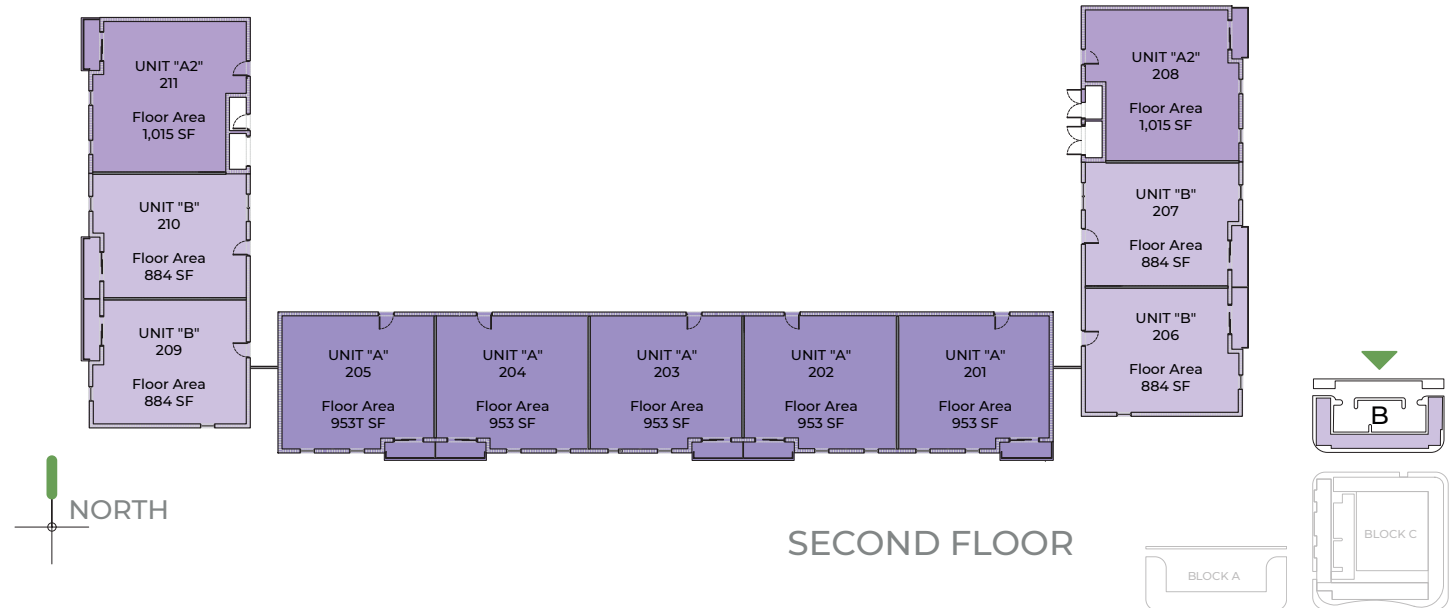 UNIT "A2"
211
Floor Area
1,015 SF
UNIT "A2"
208
Floor Area
1,015 SF
UNIT "B"
210
Floor Area
884 SF
UNIT "B"
207
Floor Area
884 SF
UNIT "B"
209
Floor Area
884 SF
UNIT "B"
206
Floor Area
884 SF
UNIT "A"
205
Floor Area
953T SF
UNIT "A"
204
Floor Area
953 SF
UNIT "A"
203
Floor Area
953 SF
UNIT "A"
202
Floor Area
953 SF
UNIT "A"
201
Floor Area
953 SF
B
NORTH
SECOND FLOOR
BLOCK C
BLOCK A